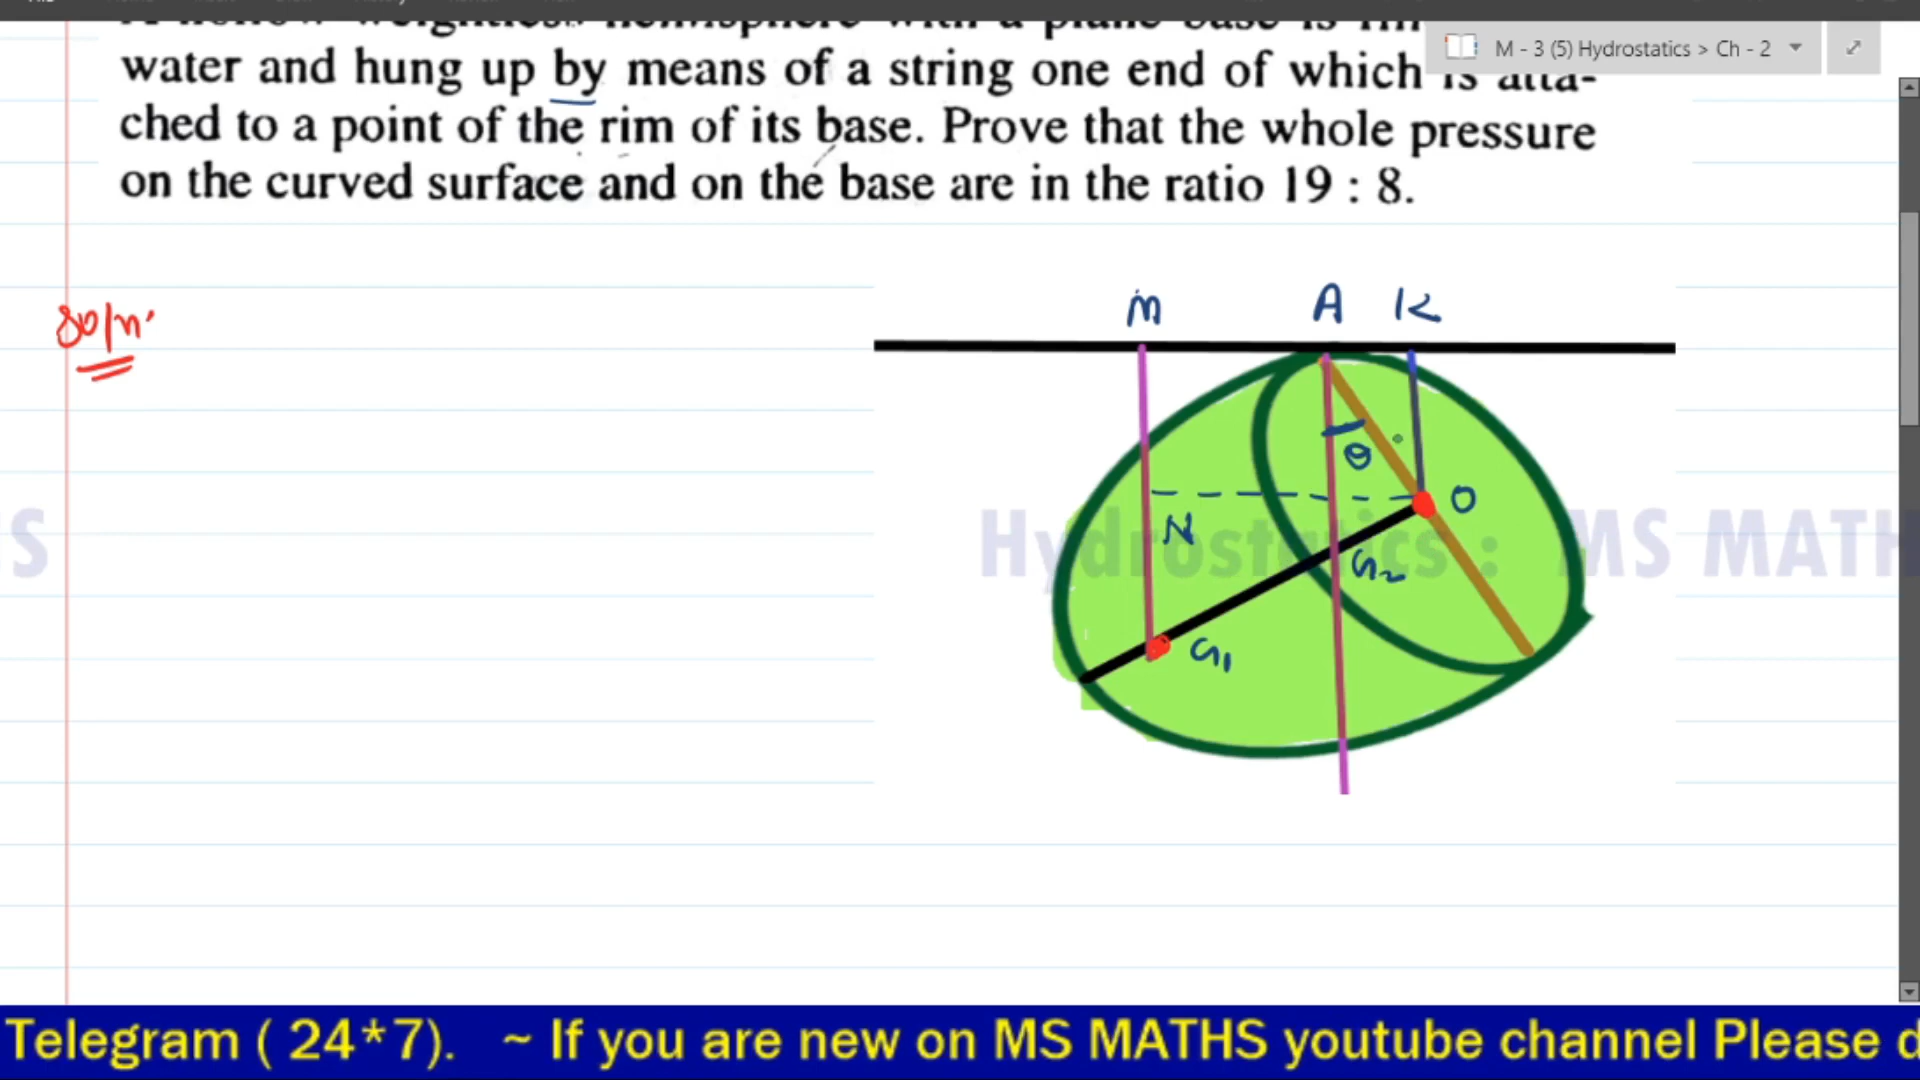 M - 3 (5) Hydrostatics > Ch - 2
water and hung up by means of a string one end of which is atta-
ched to a point of the rim of its base. Prove that the whole pressure
on the curved surface and on the base are in the ratio 19 : 8.
Soln.
M A K
θ
O
N
G2
G1
Hydrostatics : MS MATH
Telegram ( 24*7). ~ If you are new on MS MATHS youtube channel Please d